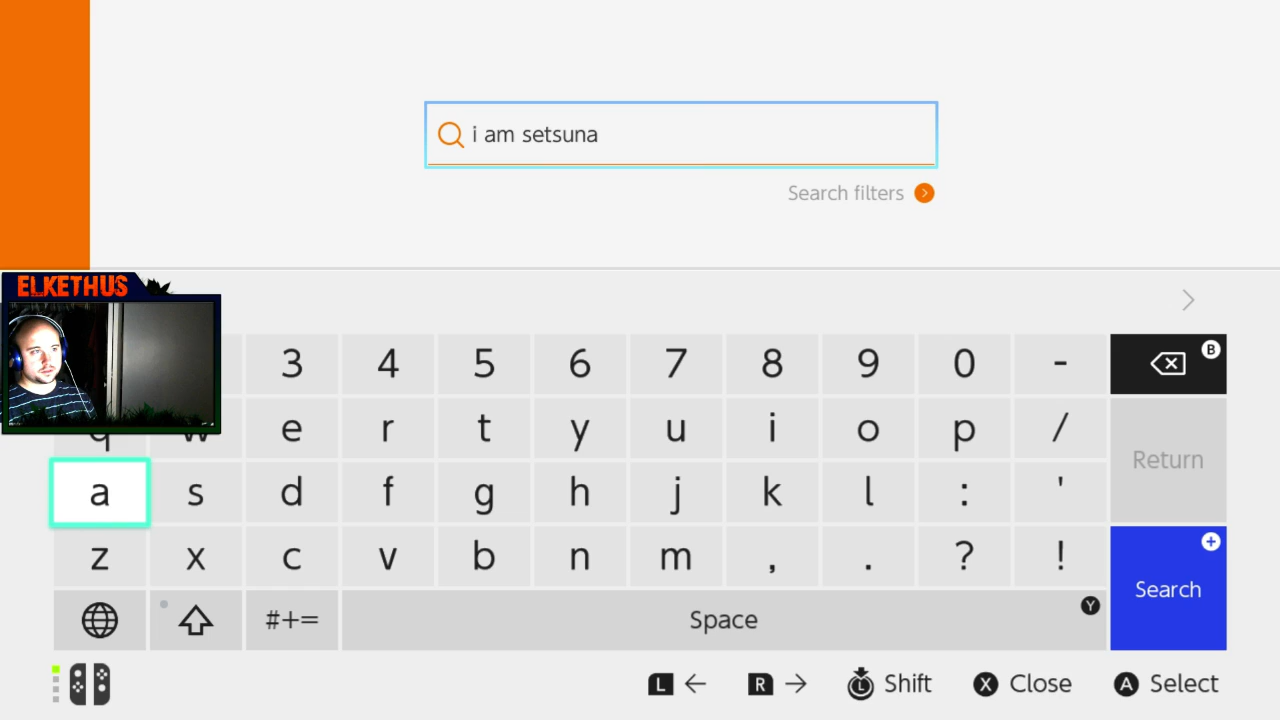 i am setsuna
Search filters
ELKETHUS
3 4 5 6 7 8 9 0 - B
q w e r t y u i o p / Return
a s d f g h j k l : '
z x c v b n m , . ? ! +
Search
#+= Space Y
L ← R → L Shift X Close A Select